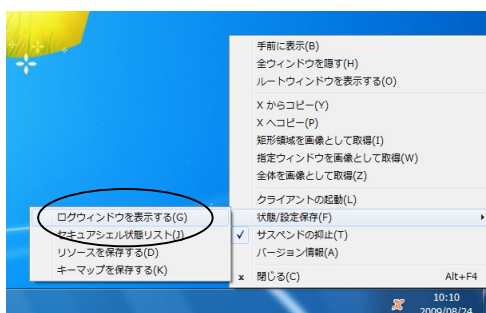 手前に表示(B)
全ウィンドウを隠す(H)
ルートウィンドウを表示する(O)
X からコピー(Y)
X へコピー(P)
矩形領域を画像として取得(I)
指定ウィンドウを画像として取得(W)
全体を画像として取得(Z)
クライアントの起動(L)
状態/設定保存(F)
サスペンドの抑止(T)
バージョン情報(A)
x 閉じる(C) Alt+F4
ログウィンドウを表示する(G)
セキュアシェル状態リスト(J)
リソースを保存する(D)
キーマップを保存する(K)
10:10
2009/08/24